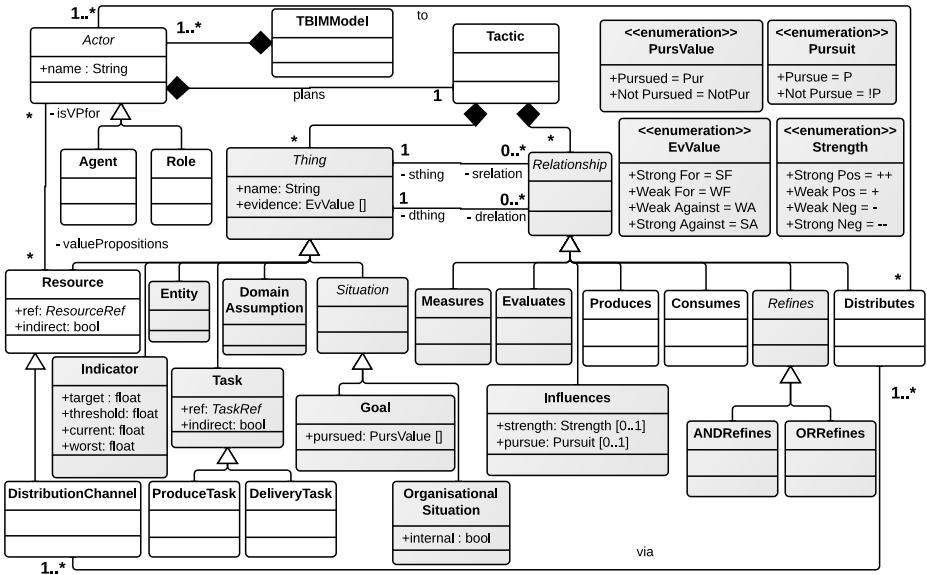 1..*
to
Actor
+name : String
1..*
TBIMModel
Tactic
<<enumeration>>
PursValue
+Pursued = Pur
+Not Pursued = NotPur
<<enumeration>>
Pursuit
+Pursue = P
+Not Pursue = !P
plans
1
*
- isVPfor
Agent
Role
*
*
Thing
+name: String
+evidence: EvValue []
1
- sthing
0..*
- srelation
1
- dthing
0..*
- drelation
Relationship
<<enumeration>>
EvValue
+Strong For = SF
+Weak For = WF
+Weak Against = WA
+Strong Against = SA
<<enumeration>>
Strength
+Strong Pos = ++
+Weak Pos = +
+Weak Neg = -
+Strong Neg = --
- valuePropositions
*
Resource
+ref: ResourceRef
+indirect: bool
Entity
Domain
Assumption
Situation
Measures
Evaluates
Produces
Consumes
Refines
*
Distributes
Indicator
+target : float
+threshold: float
+current: float
+worst: float
Task
+ref: TaskRef
+indirect: bool
Goal
+pursued: PursValue []
Influences
+strength: Strength [0..1]
+pursue: Pursuit [0..1]
1..*
ANDRefines
ORRefines
DistributionChannel
ProduceTask
DeliveryTask
Organisational
Situation
+internal : bool
1..*
via